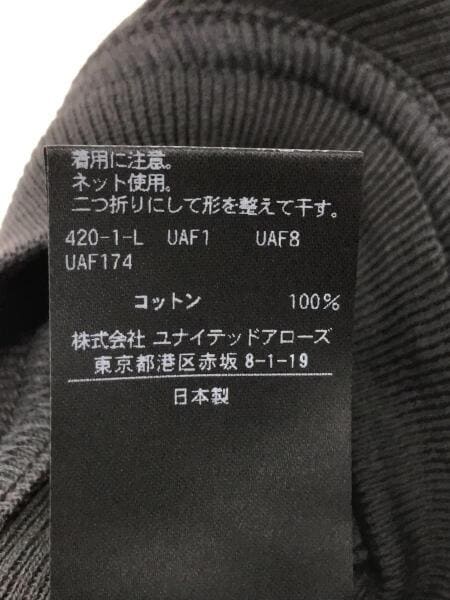 着用に注意。
ネット使用。
二つ折りにして形を整えて干す。
420-1-L UAF1 UAF8
UAF174
コットン 100%
株式会社 ユナイテッドアローズ
東京都港区赤坂 8-1-19
日本製